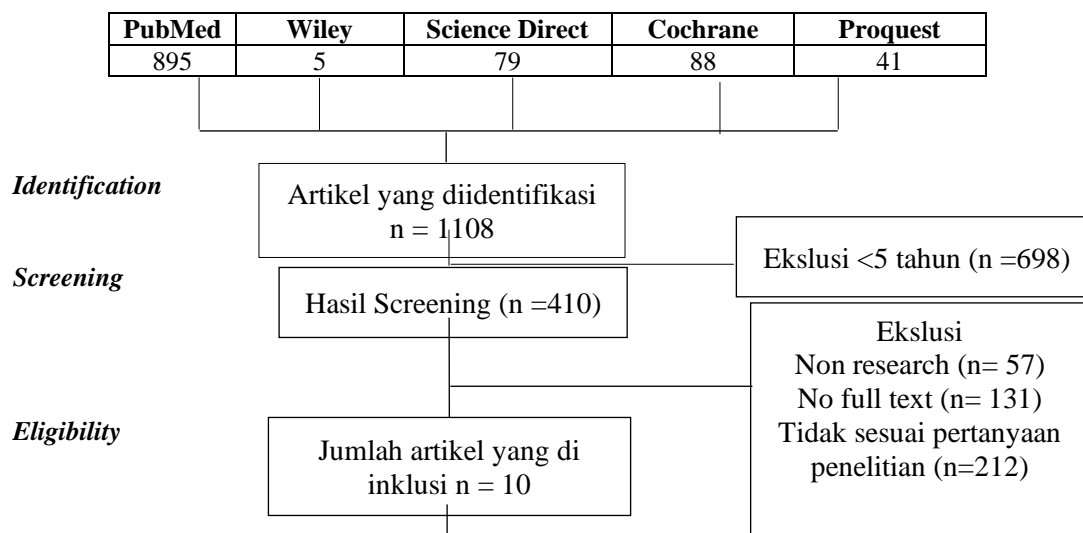 PubMed Wiley Science Direct Cochrane Proquest
895 5 79 88 41
Identification
Artikel yang diidentifikasi
n = 1108
Screening
Ekslusi <5 tahun (n =698)
Hasil Screening (n =410)
Ekslusi
Non research (n= 57)
No full text (n= 131)
Tidak sesuai pertanyaan
penelitian (n=212)
Eligibility
Jumlah artikel yang di
inklusi n = 10